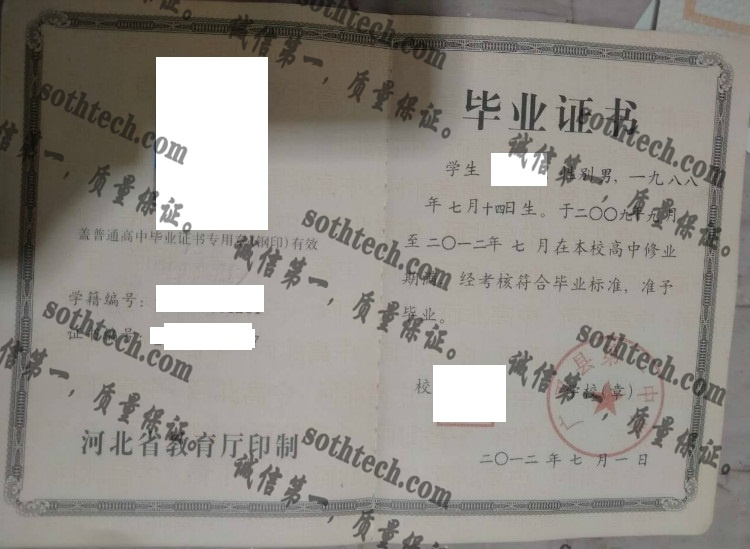 盖普通高中毕业证书专用章(钢印)有效
学籍编号：
证书编号：
河北省教育厅印制
毕业证书
学生 性别男，一九八八
年七月十四日生。于二〇〇九年九月
至二〇一二年七月在本校高中修业
期满，经考核符合毕业标准，准予
毕业。
校
学校(章)
二〇一二年七月一日
sothtech.com
诚信第一，质量保证。